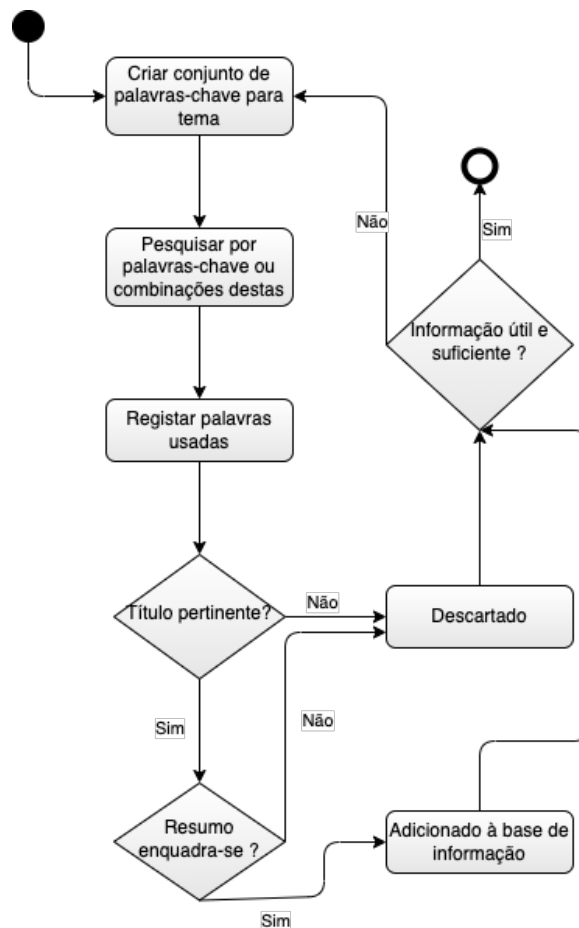 Criar conjunto de
palavras-chave para
tema
Não
Sim
Pesquisar por
palavras-chave ou
combinações destas
Informação útil e
suficiente ?
Registar palavras
usadas
Título pertinente?
Não
Descartado
Sim
Não
Resumo
enquadra-se ?
Adicionado à base de
informação
Sim